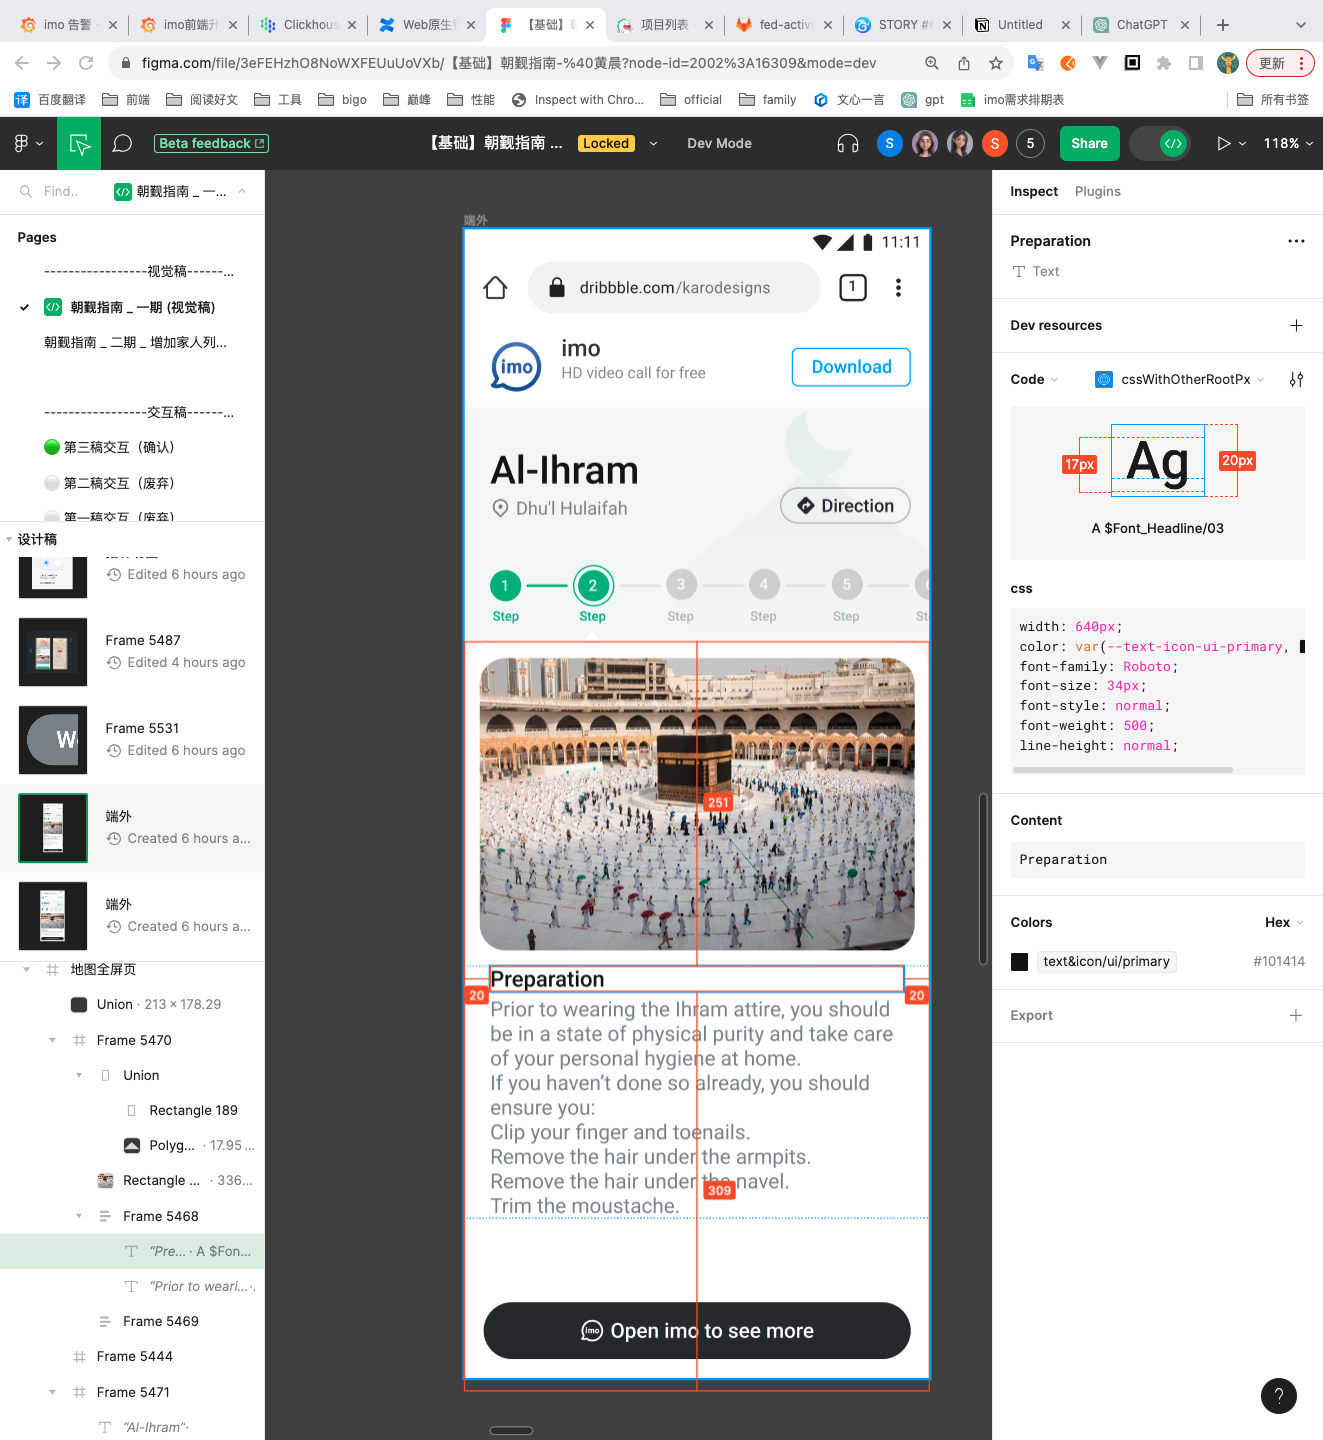 imo 告警
imo前端升
Clickhous
Web原生
【基础】朝
项目列表
fed-activi
STORY #6
Untitled
ChatGPT
figma.com/file/3eFEHzhO8NoWXFEUuUoVXb/【基础】朝觐指南-%40黄晨?node-id=2002%3A16309&mode=dev
更新
百度翻译
前端
阅读好文
工具
bigo
巅峰
性能
Inspect with Chro...
official
family
文心一言
gpt
imo需求排期表
所有书签
Beta feedback
【基础】朝觐指南 ...
Locked
Dev Mode
S
S
5
Share
118%
Find..
朝觐指南 _ 一...
Pages
-----------------视觉稿------...
朝觐指南 _ 一期 (视觉稿)
朝觐指南 _ 二期 _ 增加家人列...
-----------------交互稿------...
第三稿交互（确认）
第二稿交互（废弃）
第一稿交互（废弃）
设计稿
Edited 6 hours ago
Frame 5487
Edited 4 hours ago
Frame 5531
Edited 6 hours ago
端外
Created 6 hours a...
端外
Created 6 hours a...
地图全屏页
Union · 213 × 178.29
Frame 5470
Union
Rectangle 189
Polyg... · 17.95 ...
Rectangle ... · 336...
Frame 5468
“Pre... · A $Fon...
“Prior to weari...·.
Frame 5469
Frame 5444
Frame 5471
“Al-Ihram”·
端外
11:11
dribbble.com/karodesigns
1
imo
imo
HD video call for free
Download
Al-Ihram
Dhu'l Hulaifah
Direction
1
2
3
4
5
6
Step
Step
Step
Step
Step
St
251
Preparation
20
20
Prior to wearing the Ihram attire, you should
be in a state of physical purity and take care
of your personal hygiene at home.
If you haven’t done so already, you should
ensure you:
Clip your finger and toenails.
Remove the hair under the armpits.
Remove the hair under the navel.
309
Trim the moustache.
imo
Open imo to see more
Inspect
Plugins
Preparation
Text
Dev resources
Code
cssWithOtherRootPx
17px
Ag
20px
A $Font_Headline/03
css
width: 640px;
color: var(--text-icon-ui-primary,
font-family: Roboto;
font-size: 34px;
font-style: normal;
font-weight: 500;
line-height: normal;
Content
Preparation
Colors
Hex
text&icon/ui/primary
#101414
Export
?